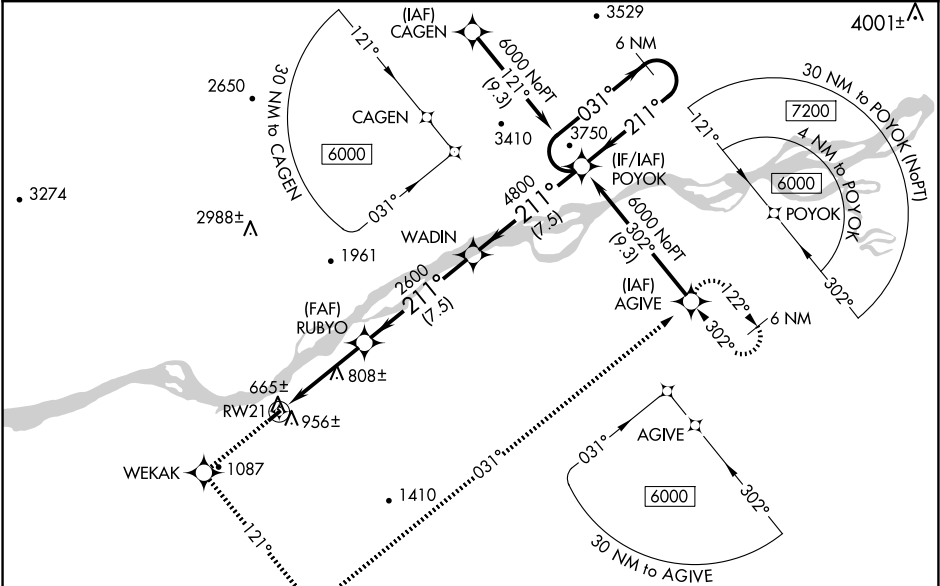 (IAF)
CAGEN
3529
4001±
6 NM
30 NM to POYOK (NoPT)
7200
121°
30 NM to CAGEN
CAGEN
6000
031°
2650
6000 NoPT
121°
(9.3)
3410
031°
3750
211°
121°
4 NM to POYOK
6000
POYOK
302°
(IF/IAF)
POYOK
3274
2988±
1961
4800
211°
(7.5)
WADIN
6000 NoPT
302°
(9.3)
2600
211°
(7.5)
(IAF)
AGIVE
122°
302°
6 NM
(FAF)
RUBYO
808±
665±
RW21
956±
WEKAK
1087
121°
1410
031°
031°
AGIVE
6000
302°
30 NM to AGIVE